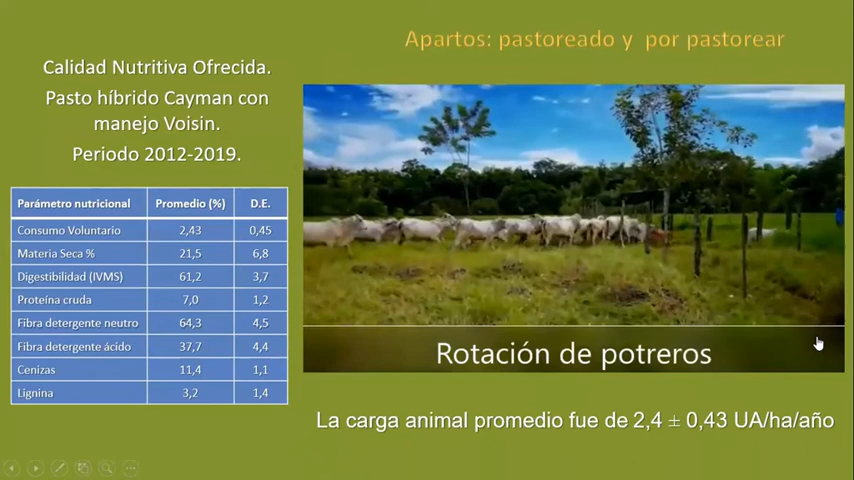 Apartos: pastoreado y por pastorear
Calidad Nutritiva Ofrecida.
Pasto híbrido Cayman con
manejo Voisin.
Periodo 2012-2019.
Parámetro nutricional Promedio (%) D.E.
Consumo Voluntario 2,43 0,45
Materia Seca % 21,5 6,8
Digestibilidad (IVMS) 61,2 3,7
Proteína cruda 7,0 1,2
Fibra detergente neutro 64,3 4,5
Fibra detergente ácido 37,7 4,4
Cenizas 11,4 1,1
Lignina 3,2 1,4
Rotación de potreros
La carga animal promedio fue de 2,4 ± 0,43 UA/ha/año